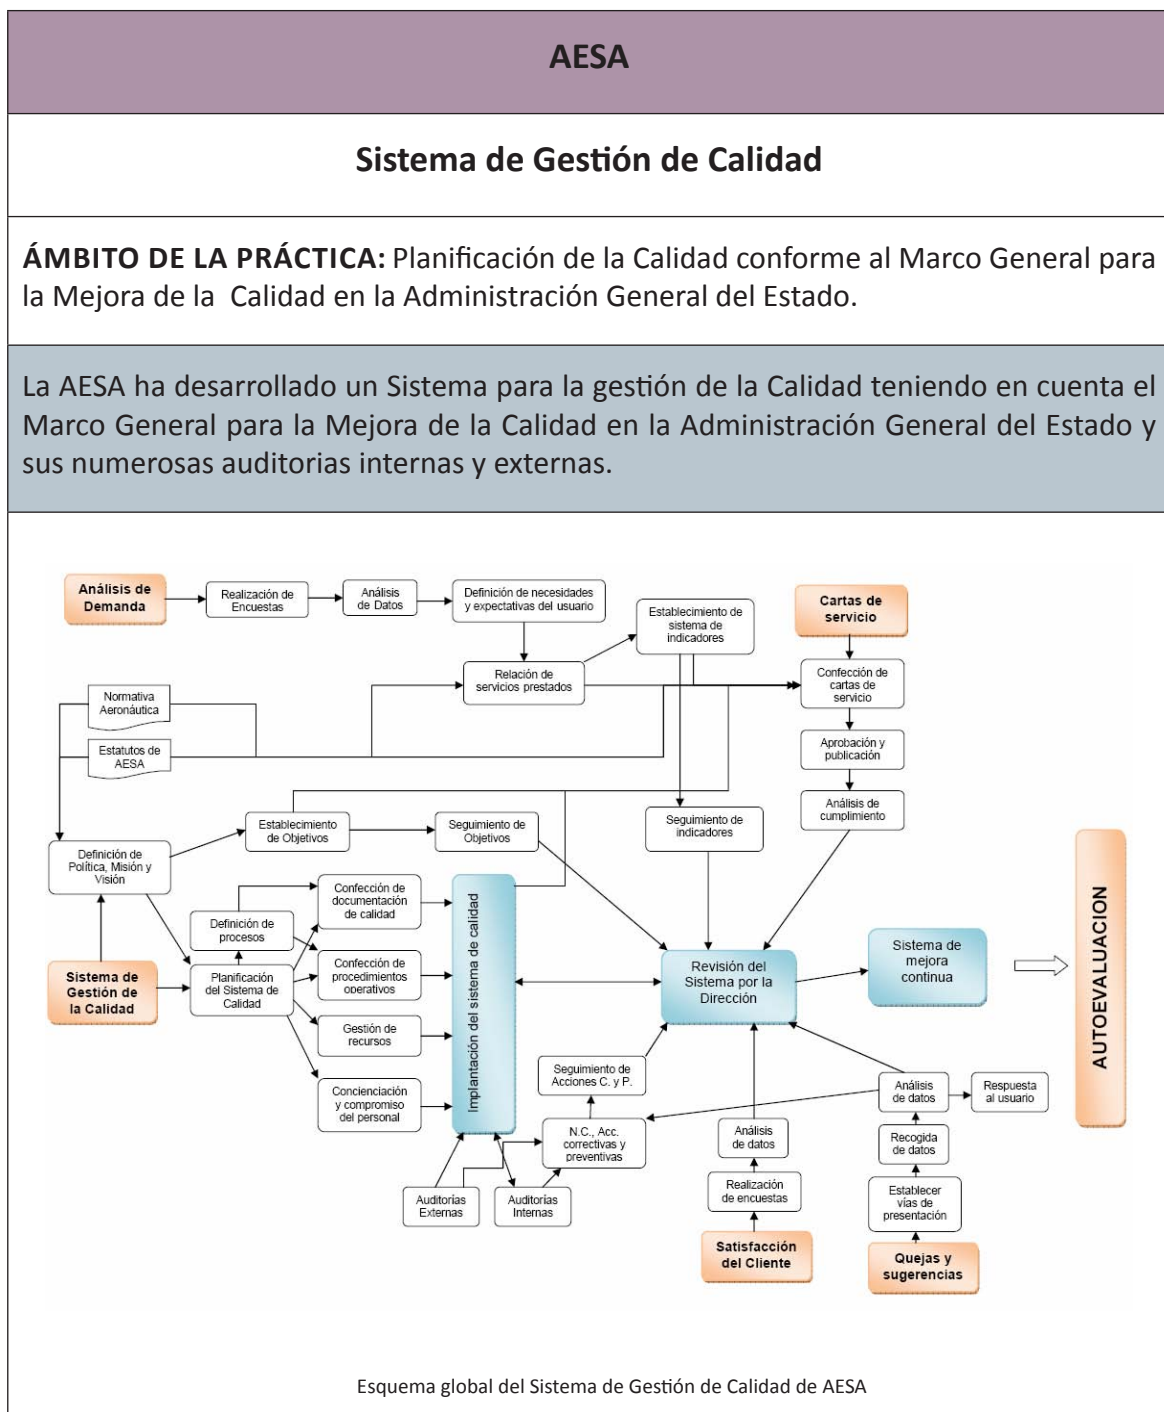 AESA
Sistema de Gestión de Calidad
ÁMBITO DE LA PRÁCTICA: Planificación de la Calidad conforme al Marco General para
la Mejora de la Calidad en la Administración General del Estado.
La AESA ha desarrollado un Sistema para la gestión de la Calidad teniendo en cuenta el
Marco General para la Mejora de la Calidad en la Administración General del Estado y
sus numerosas auditorias internas y externas.
Análisis de
Demanda
Realización de
Encuestas
Análisis
de Datos
Definición de necesidades
y expectativas del usuario
Establecimiento de
sistema de
indicadores
Cartas de
servicio
Relación de
servicios prestados
Confección de
cartas de
servicio
Normativa
Aeronáutica
Estatutos de
AESA
Aprobación y
publicación
Análisis de
cumplimiento
Establecimiento
de Objetivos
Seguimiento de
Objetivos
Seguimiento de
indicadores
Definición de
Política, Misión y
Visión
Confección de
documentación
de calidad
Definición de
procesos
Confección de
procedimientos
operativos
Sistema de
Gestión de
la Calidad
Planificación
del Sistema de
Calidad
Gestión de
recursos
Concienciación
y compromiso
del personal
Implantación del sistema de calidad
Revisión del
Sistema por la
Dirección
Sistema de
mejora
continua
AUTOEVALUACION
Seguimiento de
Acciones C. y P.
N.C., Acc.
correctivas y
preventivas
Auditorías
Externas
Auditorías
Internas
Análisis
de datos
Realización
de encuestas
Satisfacción
del Cliente
Análisis
de datos
Respuesta
al usuario
Recogida
de datos
Establecer
vías de
presentación
Quejas y
sugerencias
Esquema global del Sistema de Gestión de Calidad de AESA